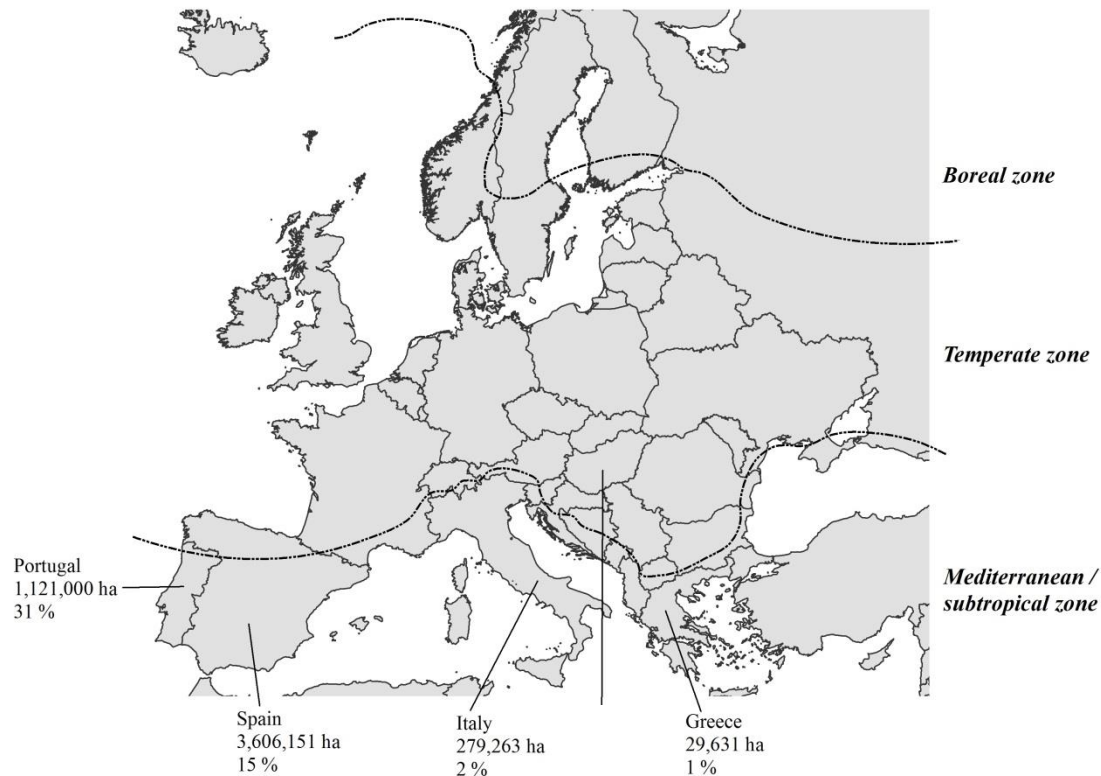 Boreal zone
Temperate zone
Mediterranean /
subtropical zone
Portugal
1,121,000 ha
31 %
Spain
3,606,151 ha
15 %
Italy
279,263 ha
2 %
Greece
29,631 ha
1 %